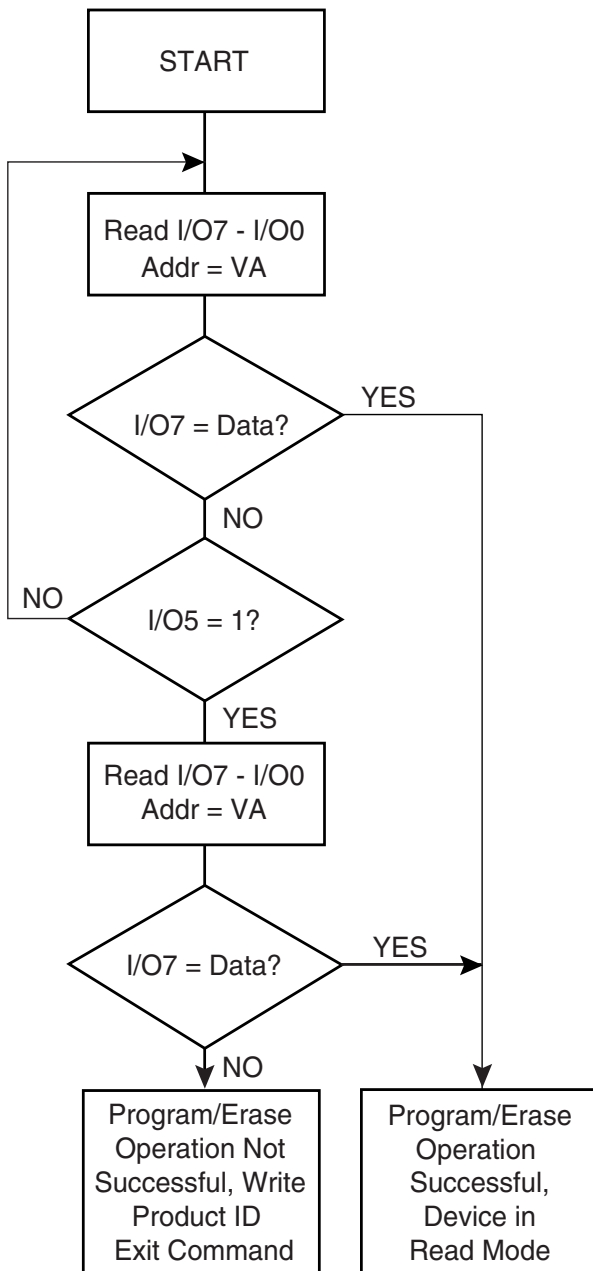 START
Read I/O7 - I/O0
Addr = VA
I/O7 = Data?
YES
NO
I/O5 = 1?
NO
YES
Read I/O7 - I/O0
Addr = VA
I/O7 = Data?
YES
NO
Program/Erase
Operation Not
Successful, Write
Product ID
Exit Command
Program/Erase
Operation
Successful,
Device in
Read Mode